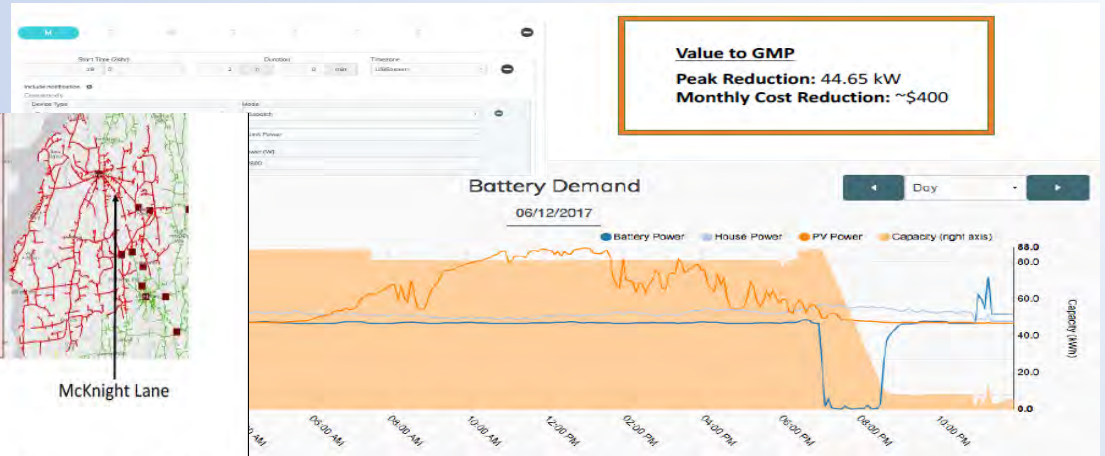 M
Start Time (24hr)
Duration
Timezone
Include notification
Device Type
Mode
Value to GMP
Peak Reduction: 44.65 kW
Monthly Cost Reduction: ~$400
Battery Demand
Day
06/12/2017
Battery Power
House Power
PV Power
Capacity (right axis)
88.0
80.0
60.0
40.0
20.0
0.0
Capacity (kWh)
McKnight Lane
AM
06:00 AM
08:00 AM
10:00 AM
12:00 PM
02:00 PM
04:00 PM
06:00 PM
08:00 PM
10:00 PM